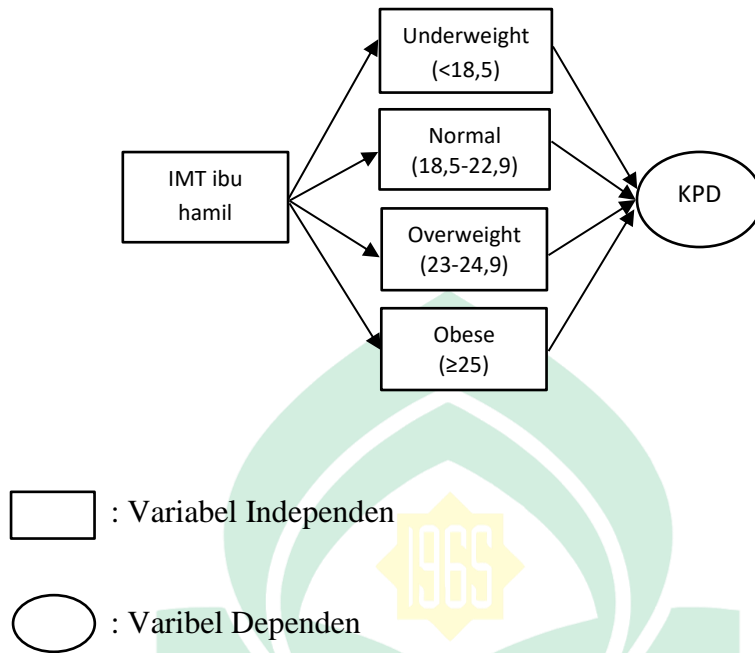 Underweight
(<18,5)
Normal
(18,5-22,9)
IMT ibu
hamil
KPD
Overweight
(23-24,9)
Obese
(≥25)
: Variabel Independen
1965
: Varibel Dependen